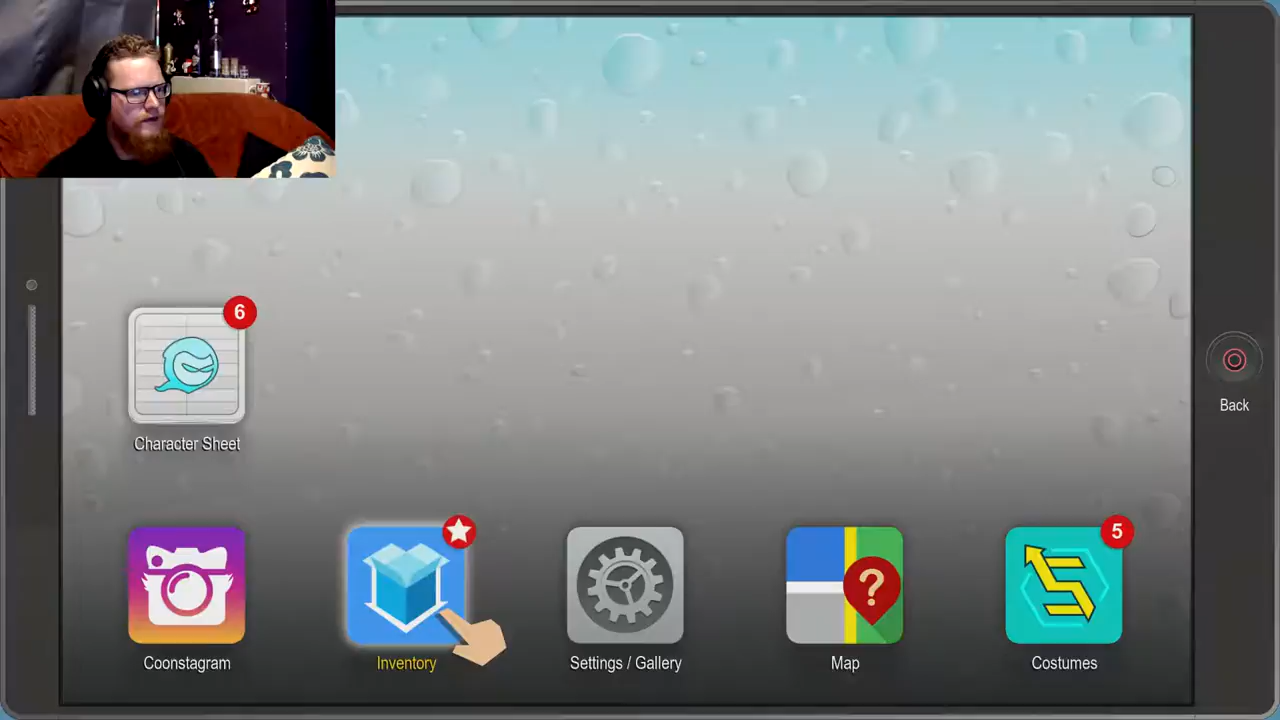 6
Character Sheet
Back
5
Coonstagram
Inventory
Settings / Gallery
?
Map
Costumes